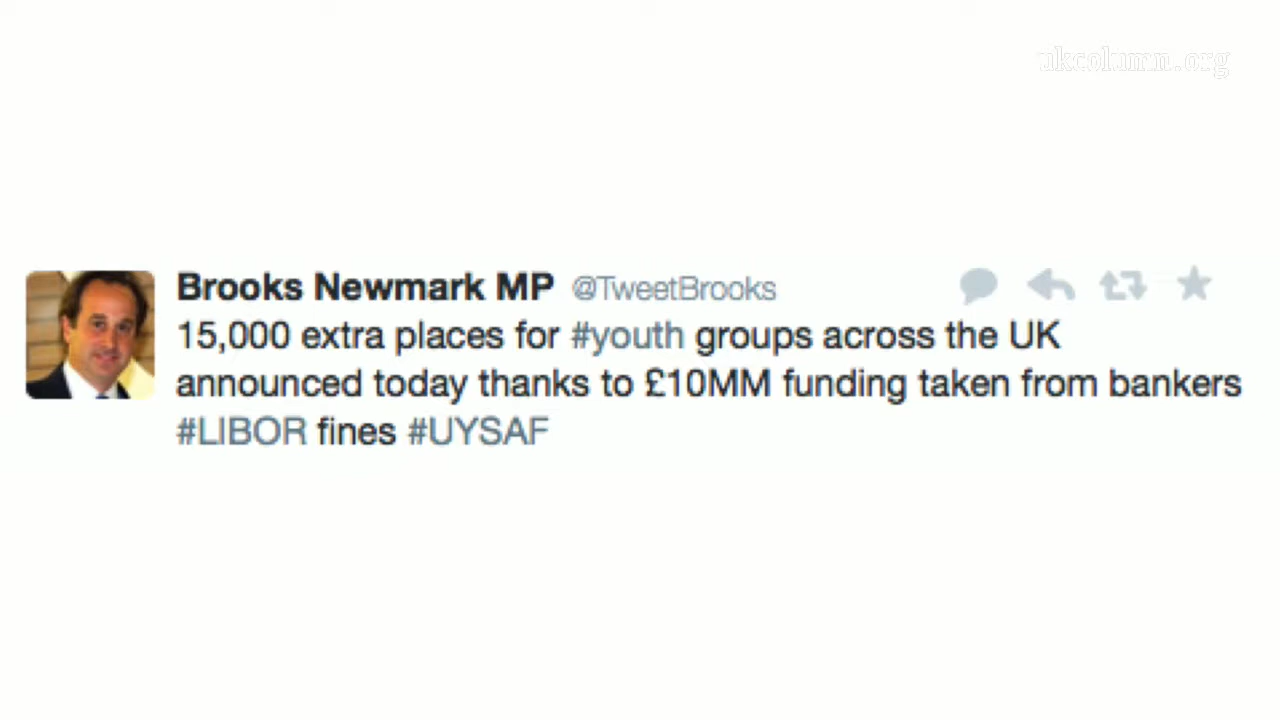 ukcolumn.org
Brooks Newmark MP @TweetBrooks
15,000 extra places for #youth groups across the UK
announced today thanks to £10MM funding taken from bankers
#LIBOR fines #UYSAF